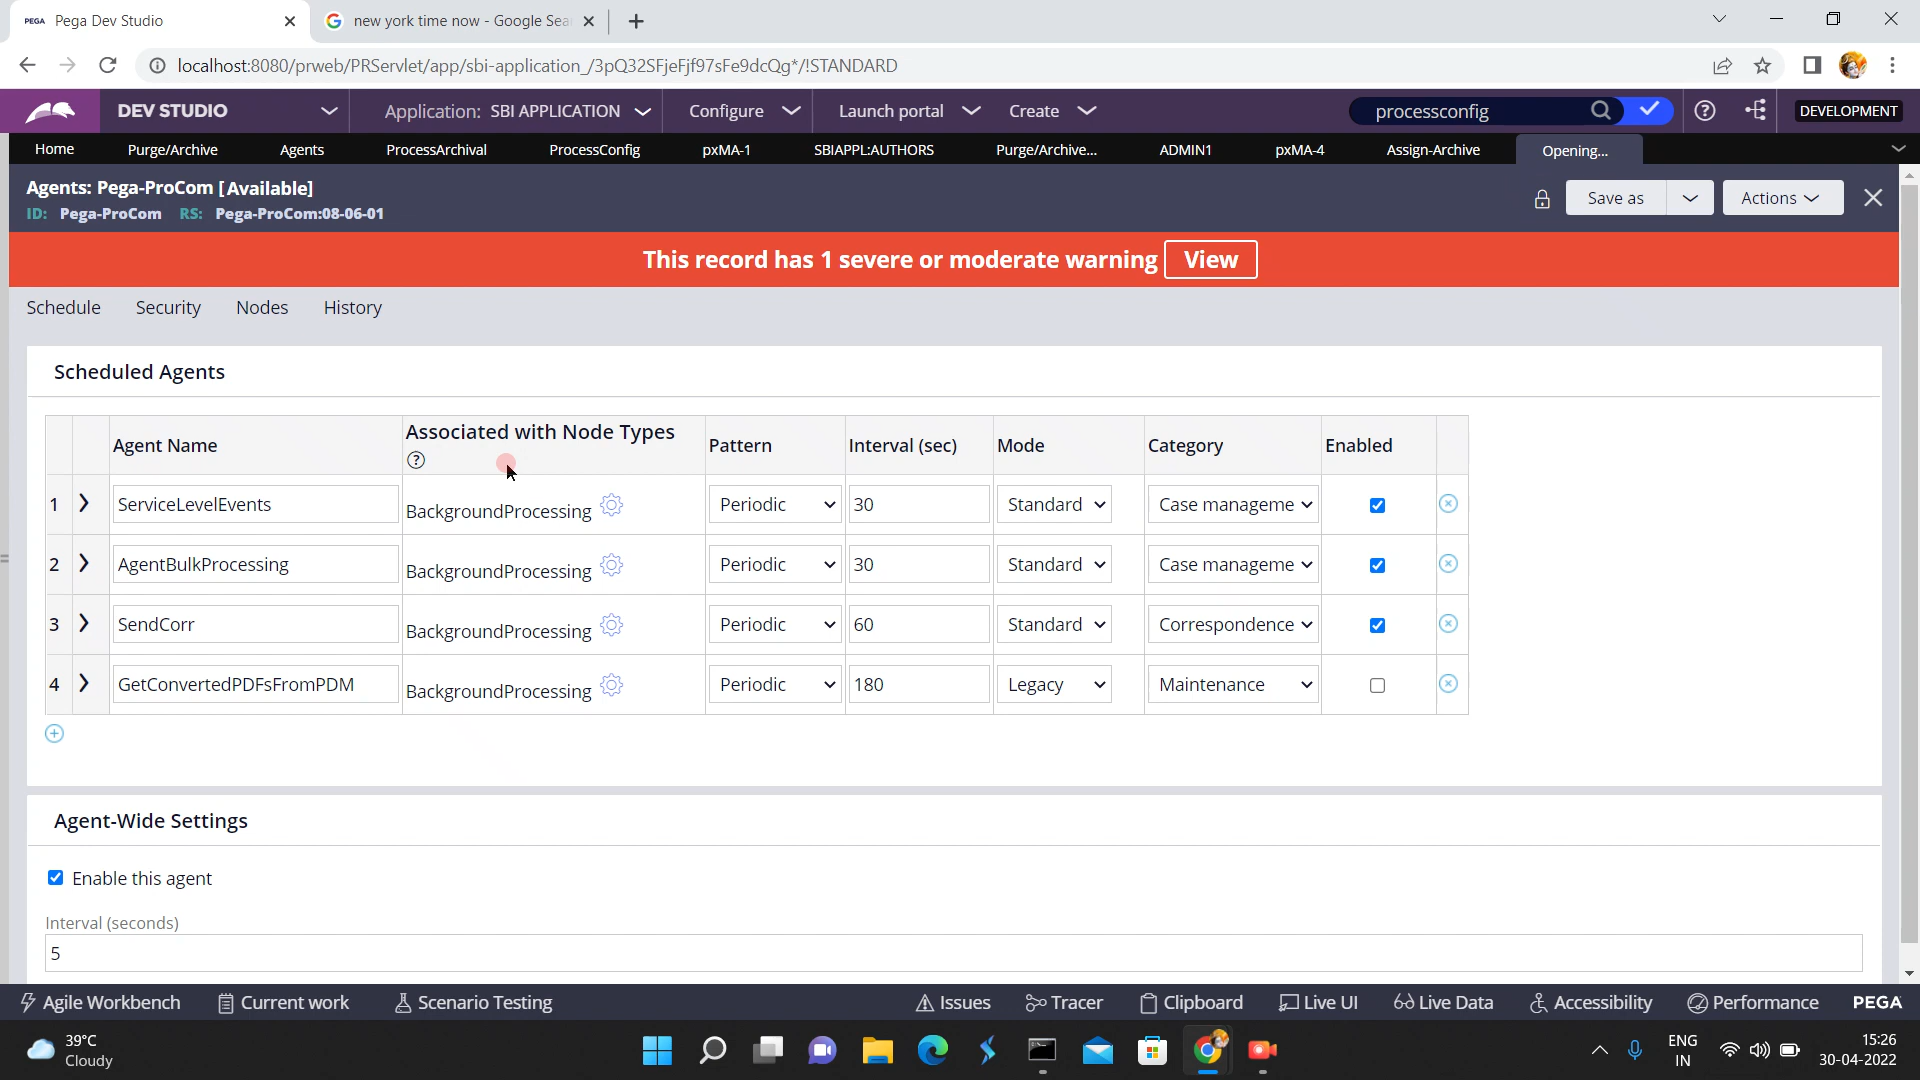 PEGA Pega Dev Studio
new york time now - Google Sea
localhost:8080/prweb/PRServlet/app/sbi-application_/3pQ32SFjeFjf97sFe9dcQg*/!STANDARD
DEV STUDIO Application: SBI APPLICATION Configure Launch portal Create processconfig DEVELOPMENT
Home Purge/Archive Agents ProcessArchival ProcessConfig pxMA-1 SBIAPPL:AUTHORS Purge/Archive... ADMIN1 pxMA-4 Assign-Archive Opening...
Agents: Pega-ProCom [Available]
ID: Pega-ProCom RS: Pega-ProCom:08-06-01
Save as Actions
This record has 1 severe or moderate warning View
Schedule Security Nodes History
Scheduled Agents
Agent Name Associated with Node Types Pattern Interval (sec) Mode Category Enabled
1 ServiceLevelEvents BackgroundProcessing Periodic 30 Standard Case manageme
2 AgentBulkProcessing BackgroundProcessing Periodic 30 Standard Case manageme
3 SendCorr BackgroundProcessing Periodic 60 Standard Correspondence
4 GetConvertedPDFsFromPDM BackgroundProcessing Periodic 180 Legacy Maintenance
Agent-Wide Settings
Enable this agent
Interval (seconds)
5
Agile Workbench Current work Scenario Testing Issues Tracer Clipboard Live UI Live Data Accessibility Performance PEGA
39°C
Cloudy
ENG
IN
15:26
30-04-2022